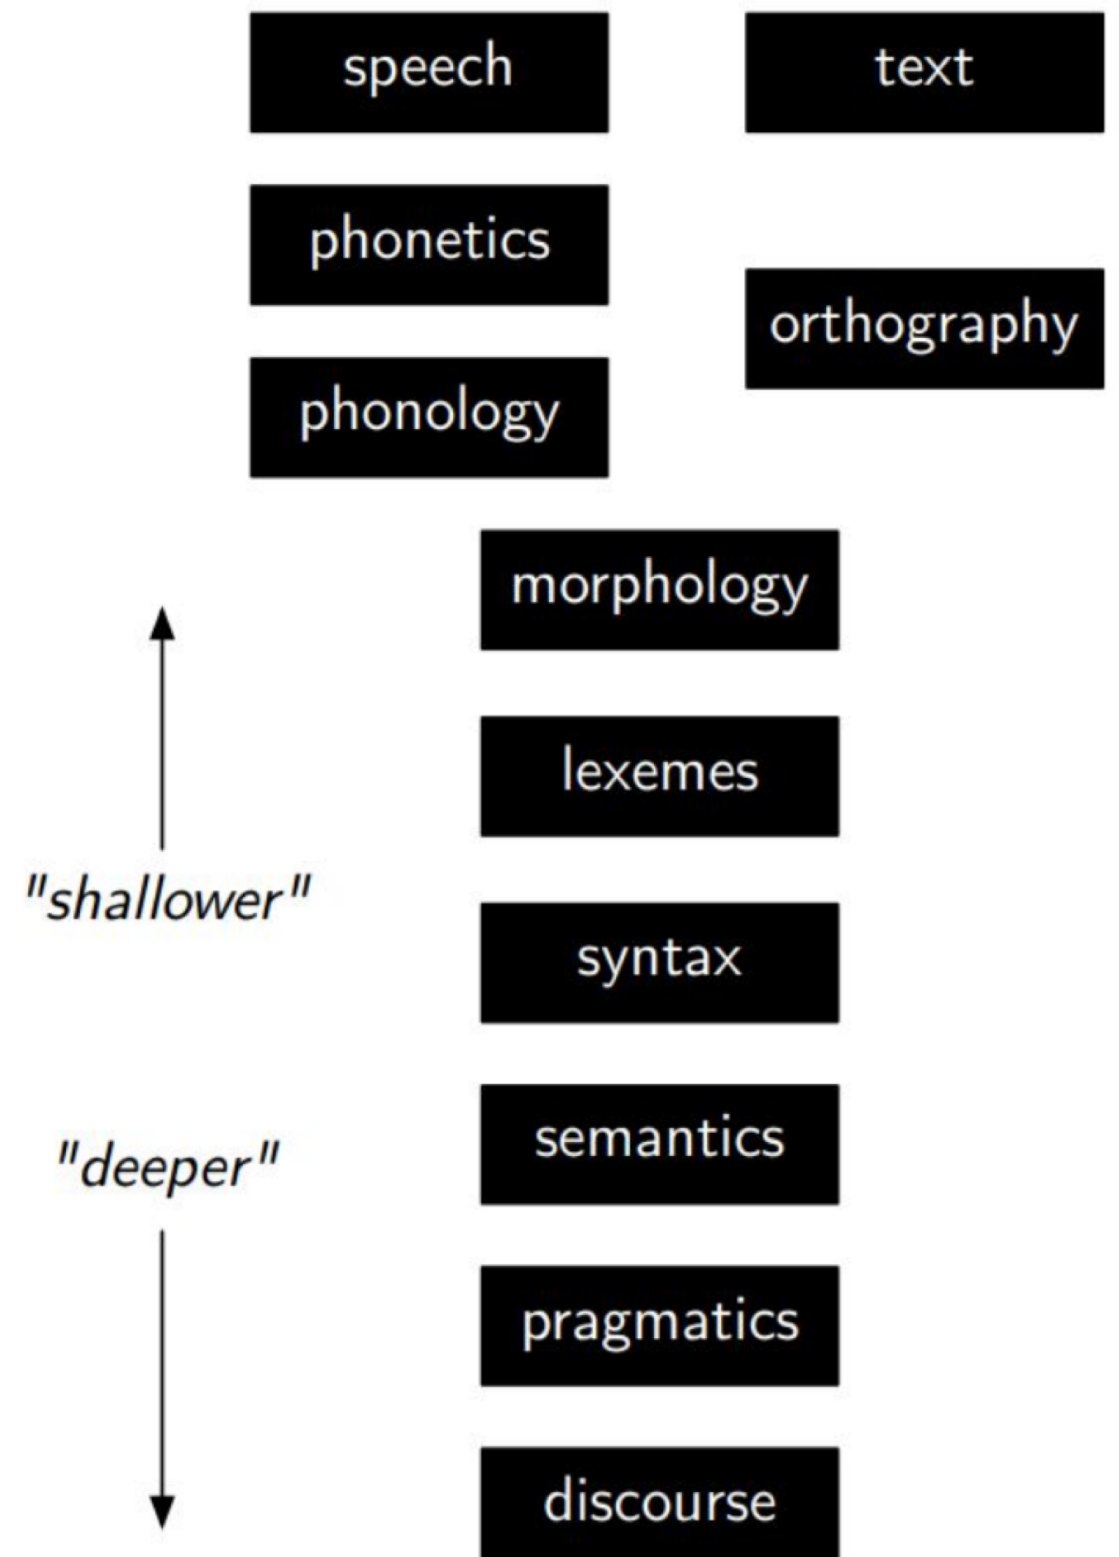 speech
text
phonetics
orthography
phonology
morphology
lexemes
"shallower"
syntax
semantics
"deeper"
pragmatics
discourse